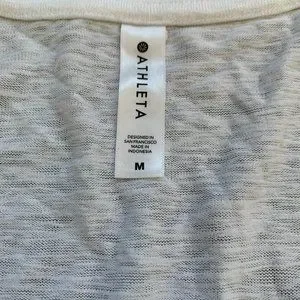 ATHLETA
DESIGNED IN
SAN FRANCISCO
MADE IN
INDONESIA
M